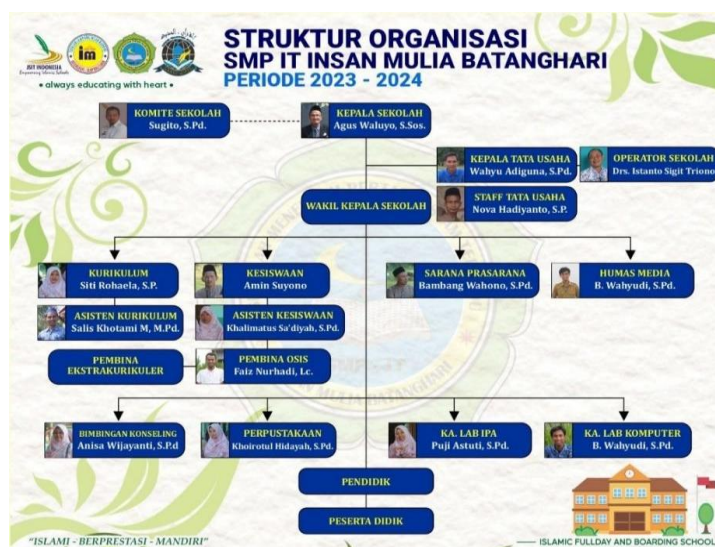 STRUKTUR ORGANISASI
SMP IT INSAN MULIA BATANGHARI
PERIODE 2023 - 2024
JSIT INDONESIA
im
• always educating with heart •
KOMITE SEKOLAH
Sugito, S.Pd.
KEPALA SEKOLAH
Agus Waluyo, S.Sos.
KEPALA TATA USAHA
Wahyu Adiguna, S.Pd.
OPERATOR SEKOLAH
Drs. Istanto Sigit Triono
STAFF TATA USAHA
Nova Hadiyanto, S.P.
WAKIL KEPALA SEKOLAH
KURIKULUM
Siti Rohaela, S.P.
KESISWAAN
Amin Suyono
SARANA PRASARANA
Bambang Wahono, S.Pd.
HUMAS MEDIA
B. Wahyudi, S.Pd.
ASISTEN KURIKULUM
Salis Khotami M, M.Pd.
ASISTEN KESISWAAN
Khalimatus Sa'diyah, S.Pd.
PEMBINA
EKSTRAKURIKULER
PEMBINA OSIS
Faiz Nurhadi, Lc.
BIMBINGAN KONSELING
Anisa Wijayanti, S.P.d
PERPUSTAKAAN
Khoirotul Hidayah, S.Pd.
KA. LAB IPA
Puji Astuti, S.Pd.
KA. LAB KOMPUTER
B. Wahyudi, S.Pd.
PENDIDIK
PESERTA DIDIK
"ISLAMI - BERPRESTASI - MANDIRI"
ISLAMIC FULLDAY AND BOARDING SCHOOL